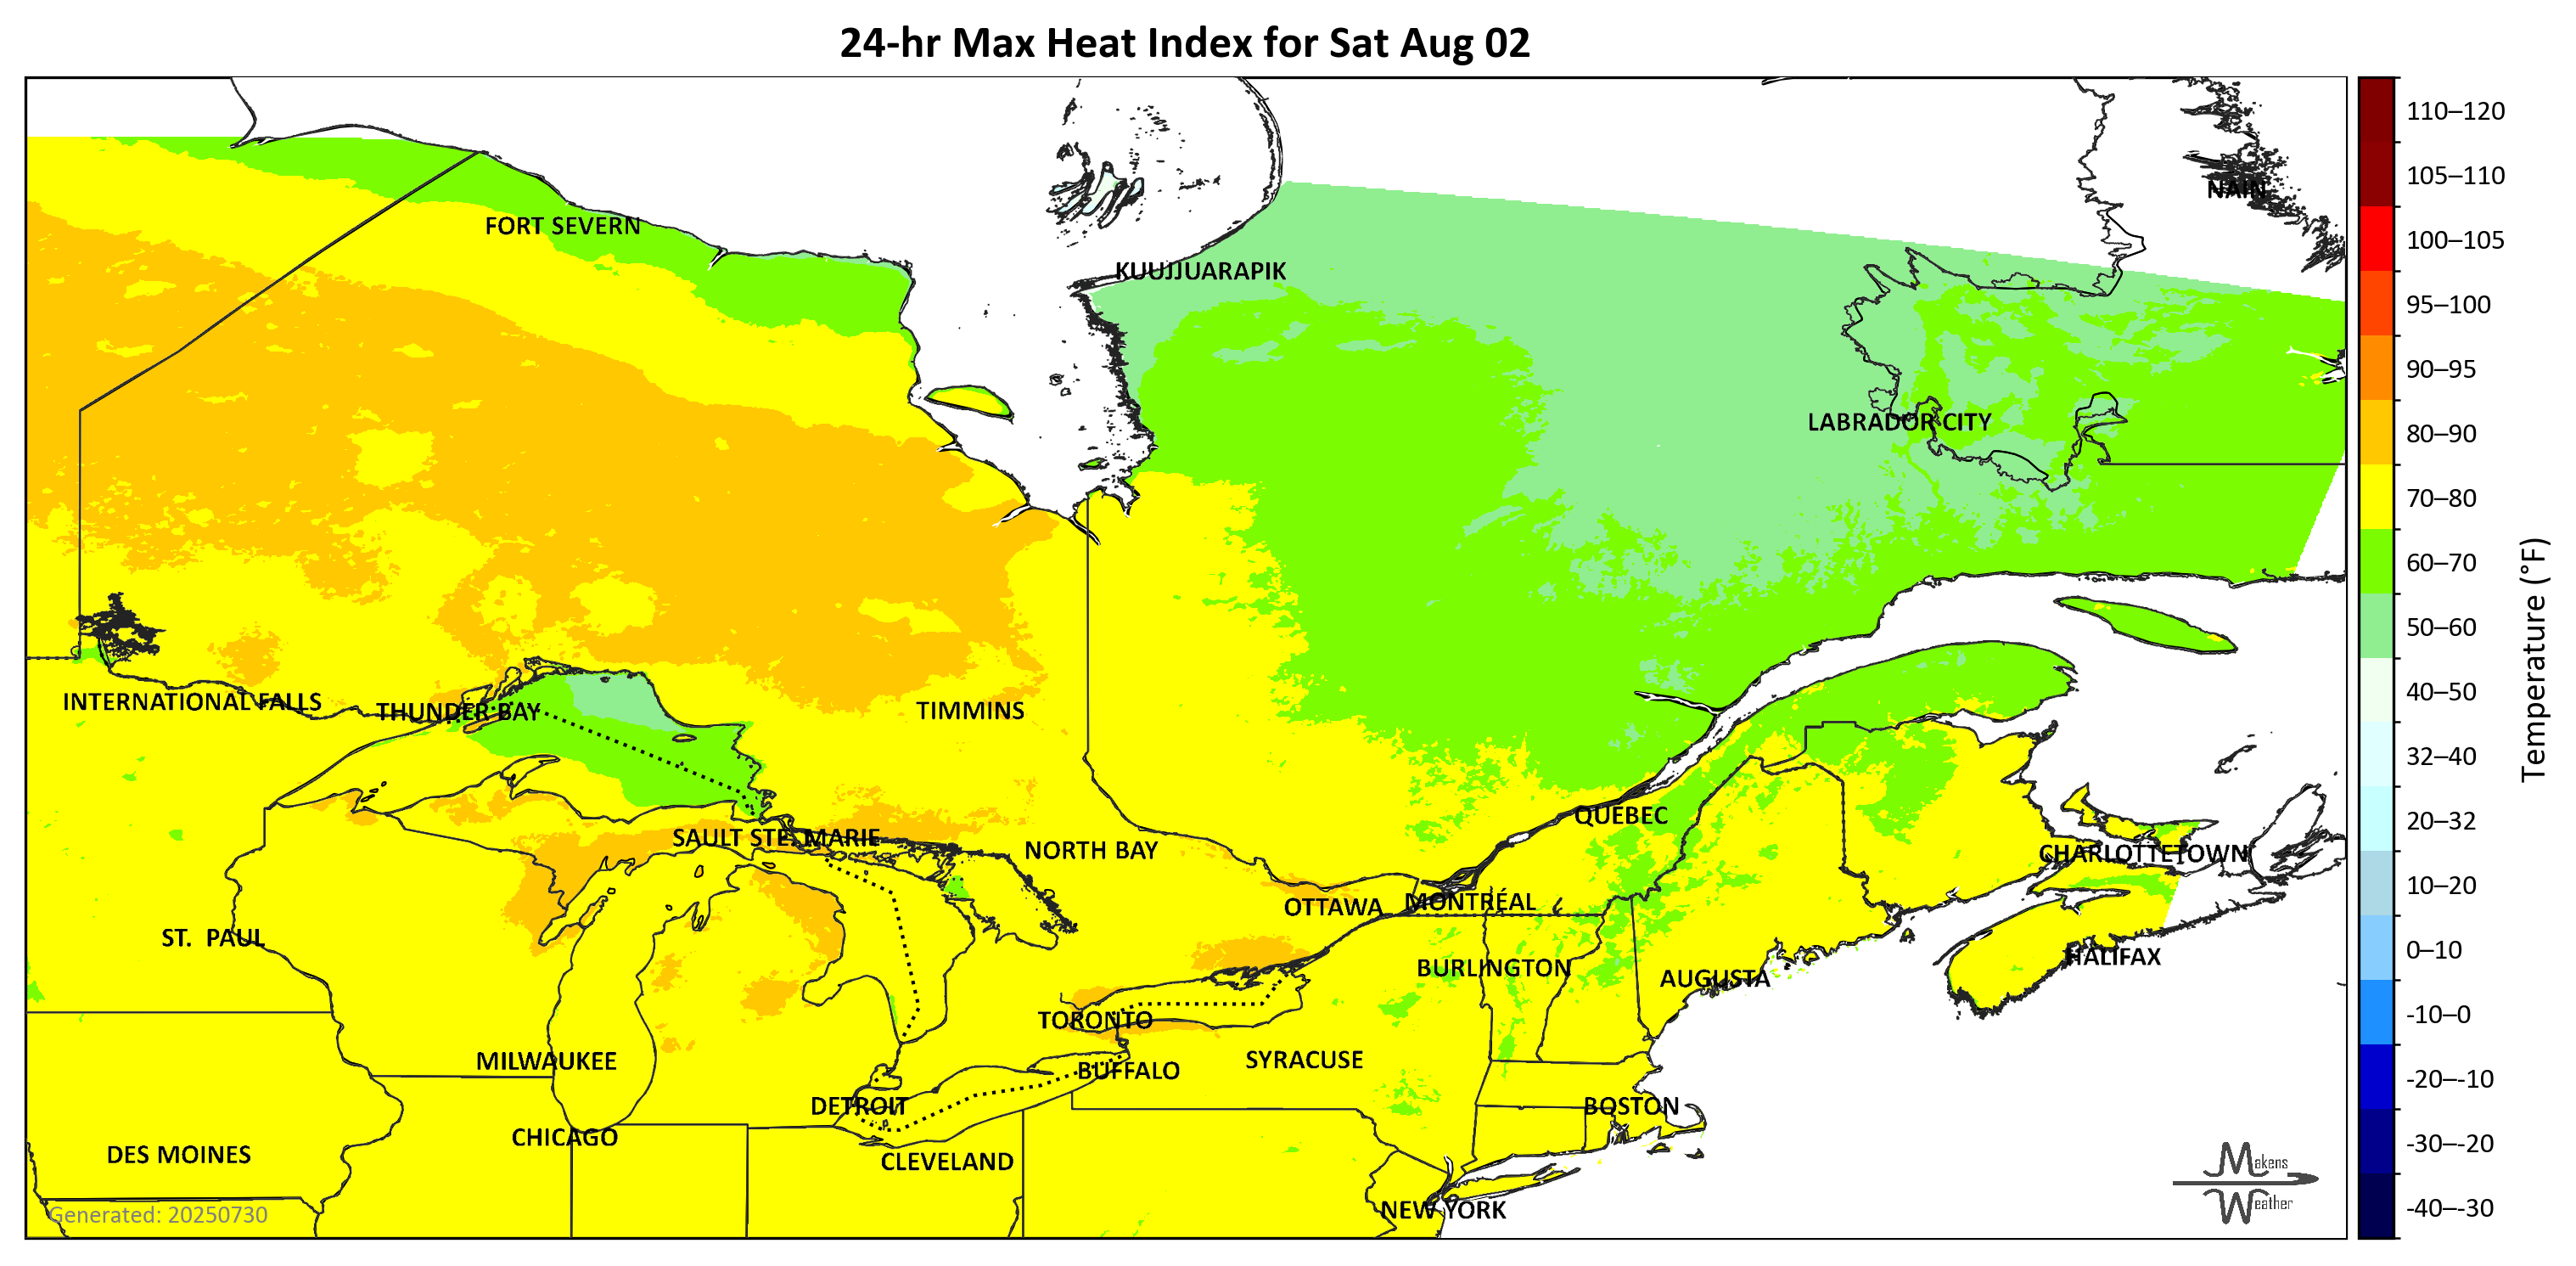 24-hr Max Heat Index for Sat Aug 02
110–120
105–110
NAIN
100–105
FORT SEVERN
KUUJJUARAPIK
95–100
90–95
LABRADOR CITY
80–90
70–80
60–70
50–60
40–50
INTERNATIONAL FALLS
THUNDER BAY
TIMMINS
32–40
20–32
QUÉBEC
SAULT STE. MARIE
NORTH BAY
CHARLOTTETOWN
10–20
OTTAWA
MONTRÉAL
ST. PAUL
0–10
HALIFAX
BURLINGTON
AUGUSTA
-10–0
TORONTO
MILWAUKEE
SYRACUSE
BUFFALO
-20–-10
DETROIT
BOSTON
CHICAGO
-30–-20
DES MOINES
CLEVELAND
-40–-30
NEW YORK
Generated: 20250730
Makens
Weather
Temperature (°F)